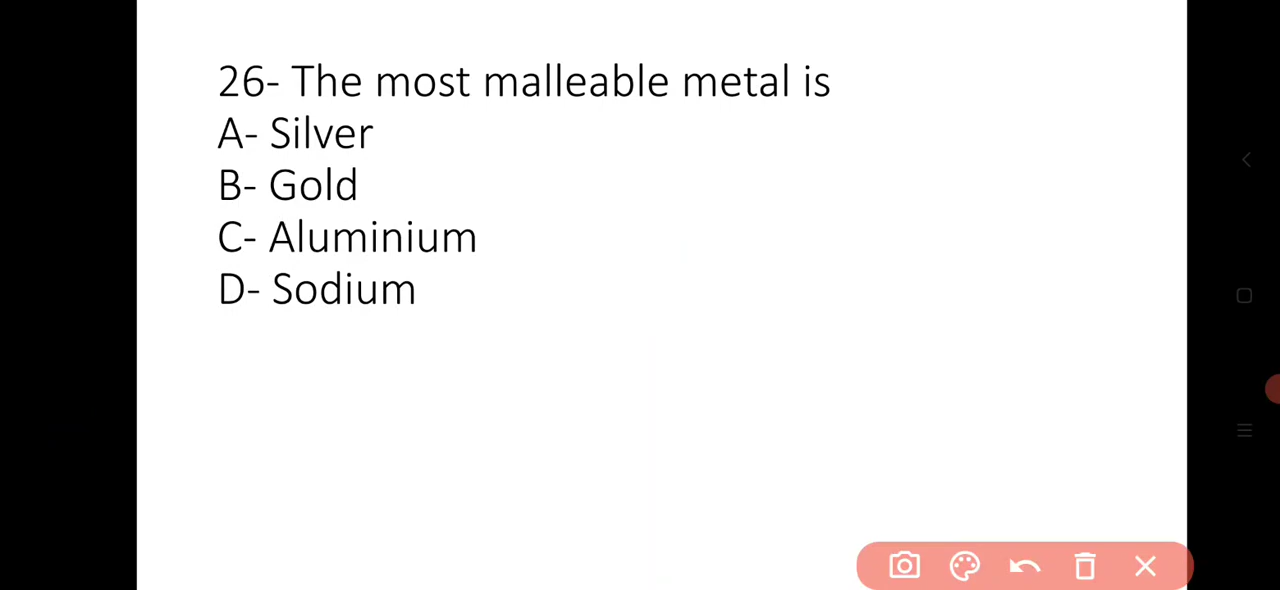 26- The most malleable metal is
A- Silver
B- Gold
C- Aluminium
D- Sodium